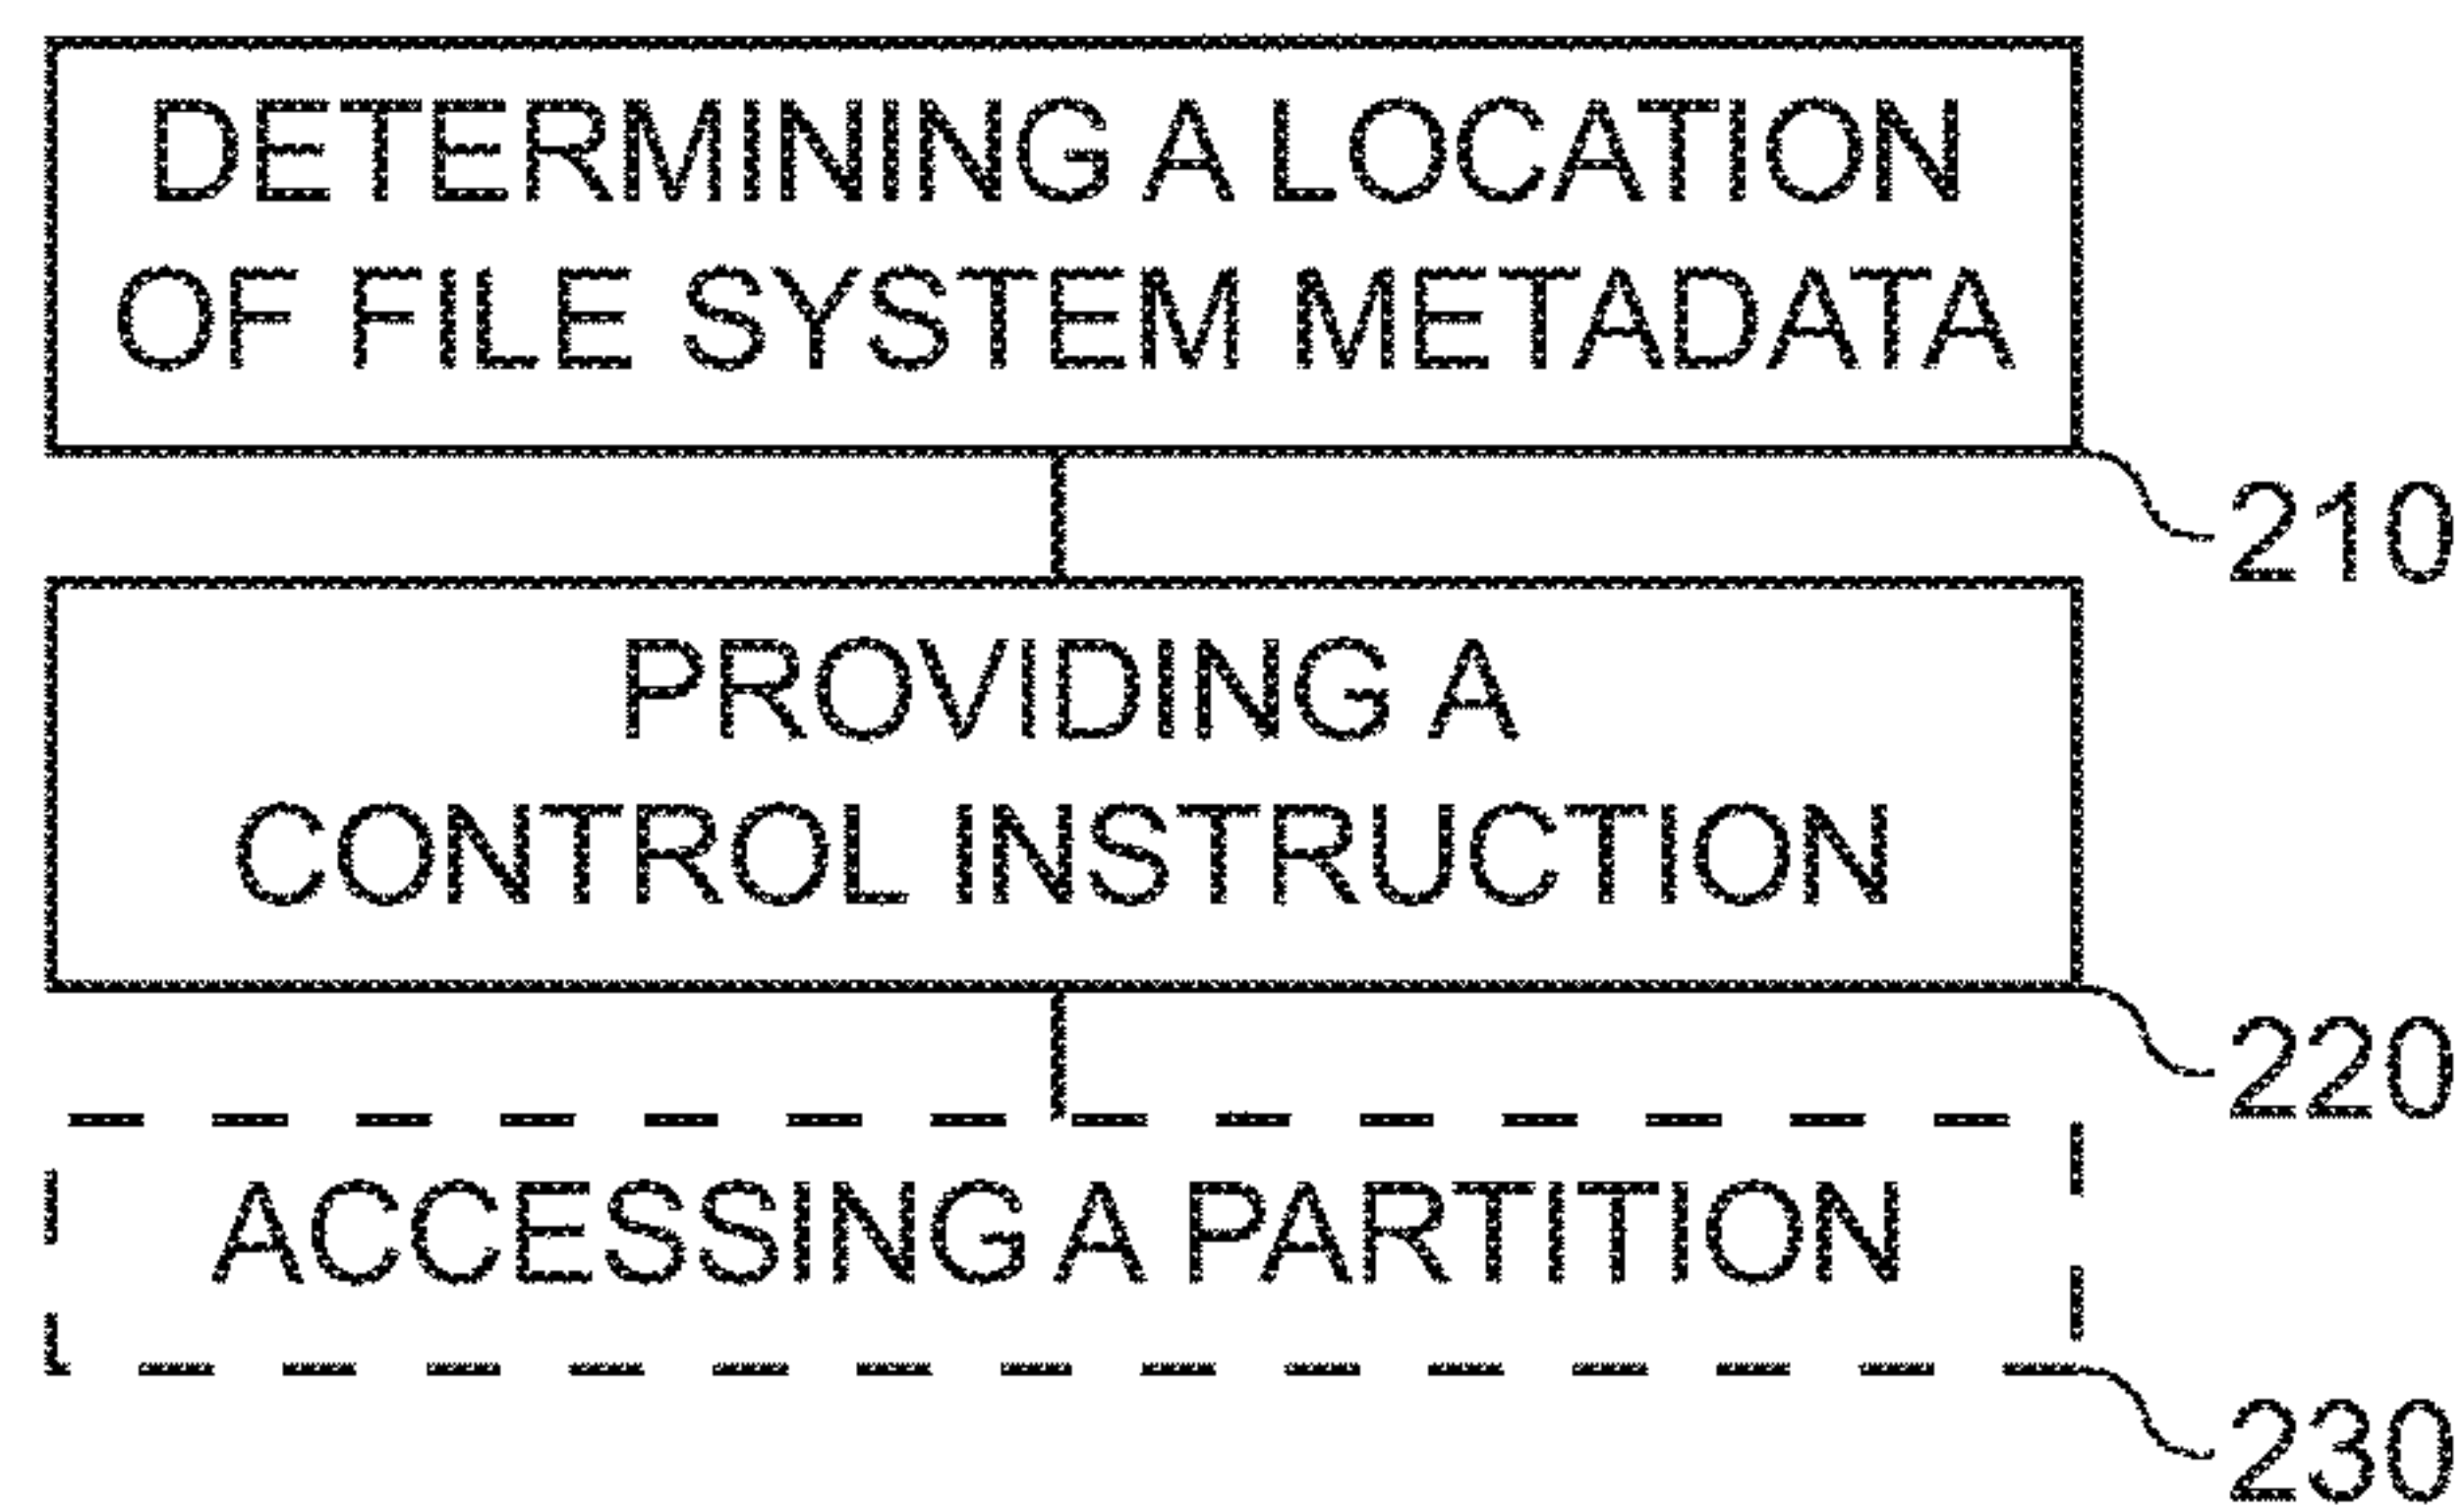 DETERMINING A LOCATION
OF FILE SYSTEM METADATA
210
PROVIDING A
CONTROL INSTRUCTION
220
ACCESSING A PARTITION
230